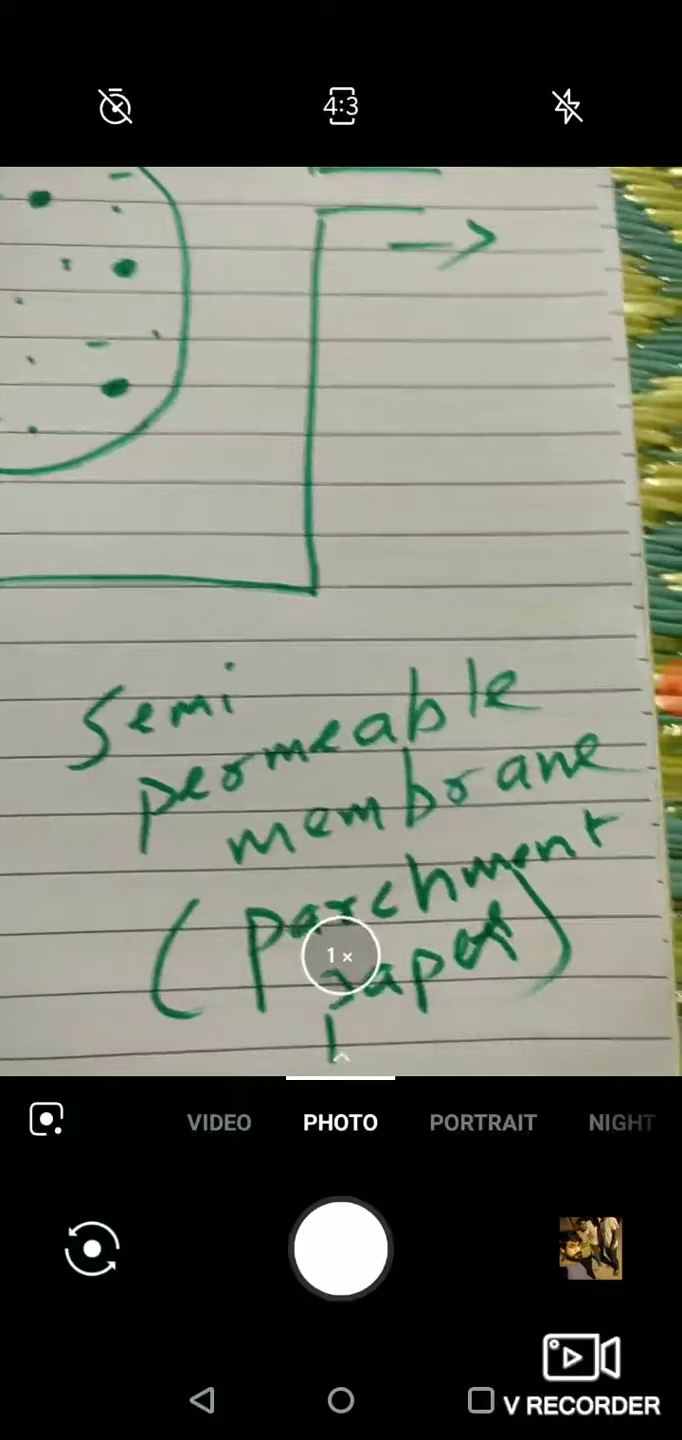 4:3
Semi
permeable
membrane
(parchment
paper)
1 ×
VIDEO PHOTO PORTRAIT NIGHT
V RECORDER